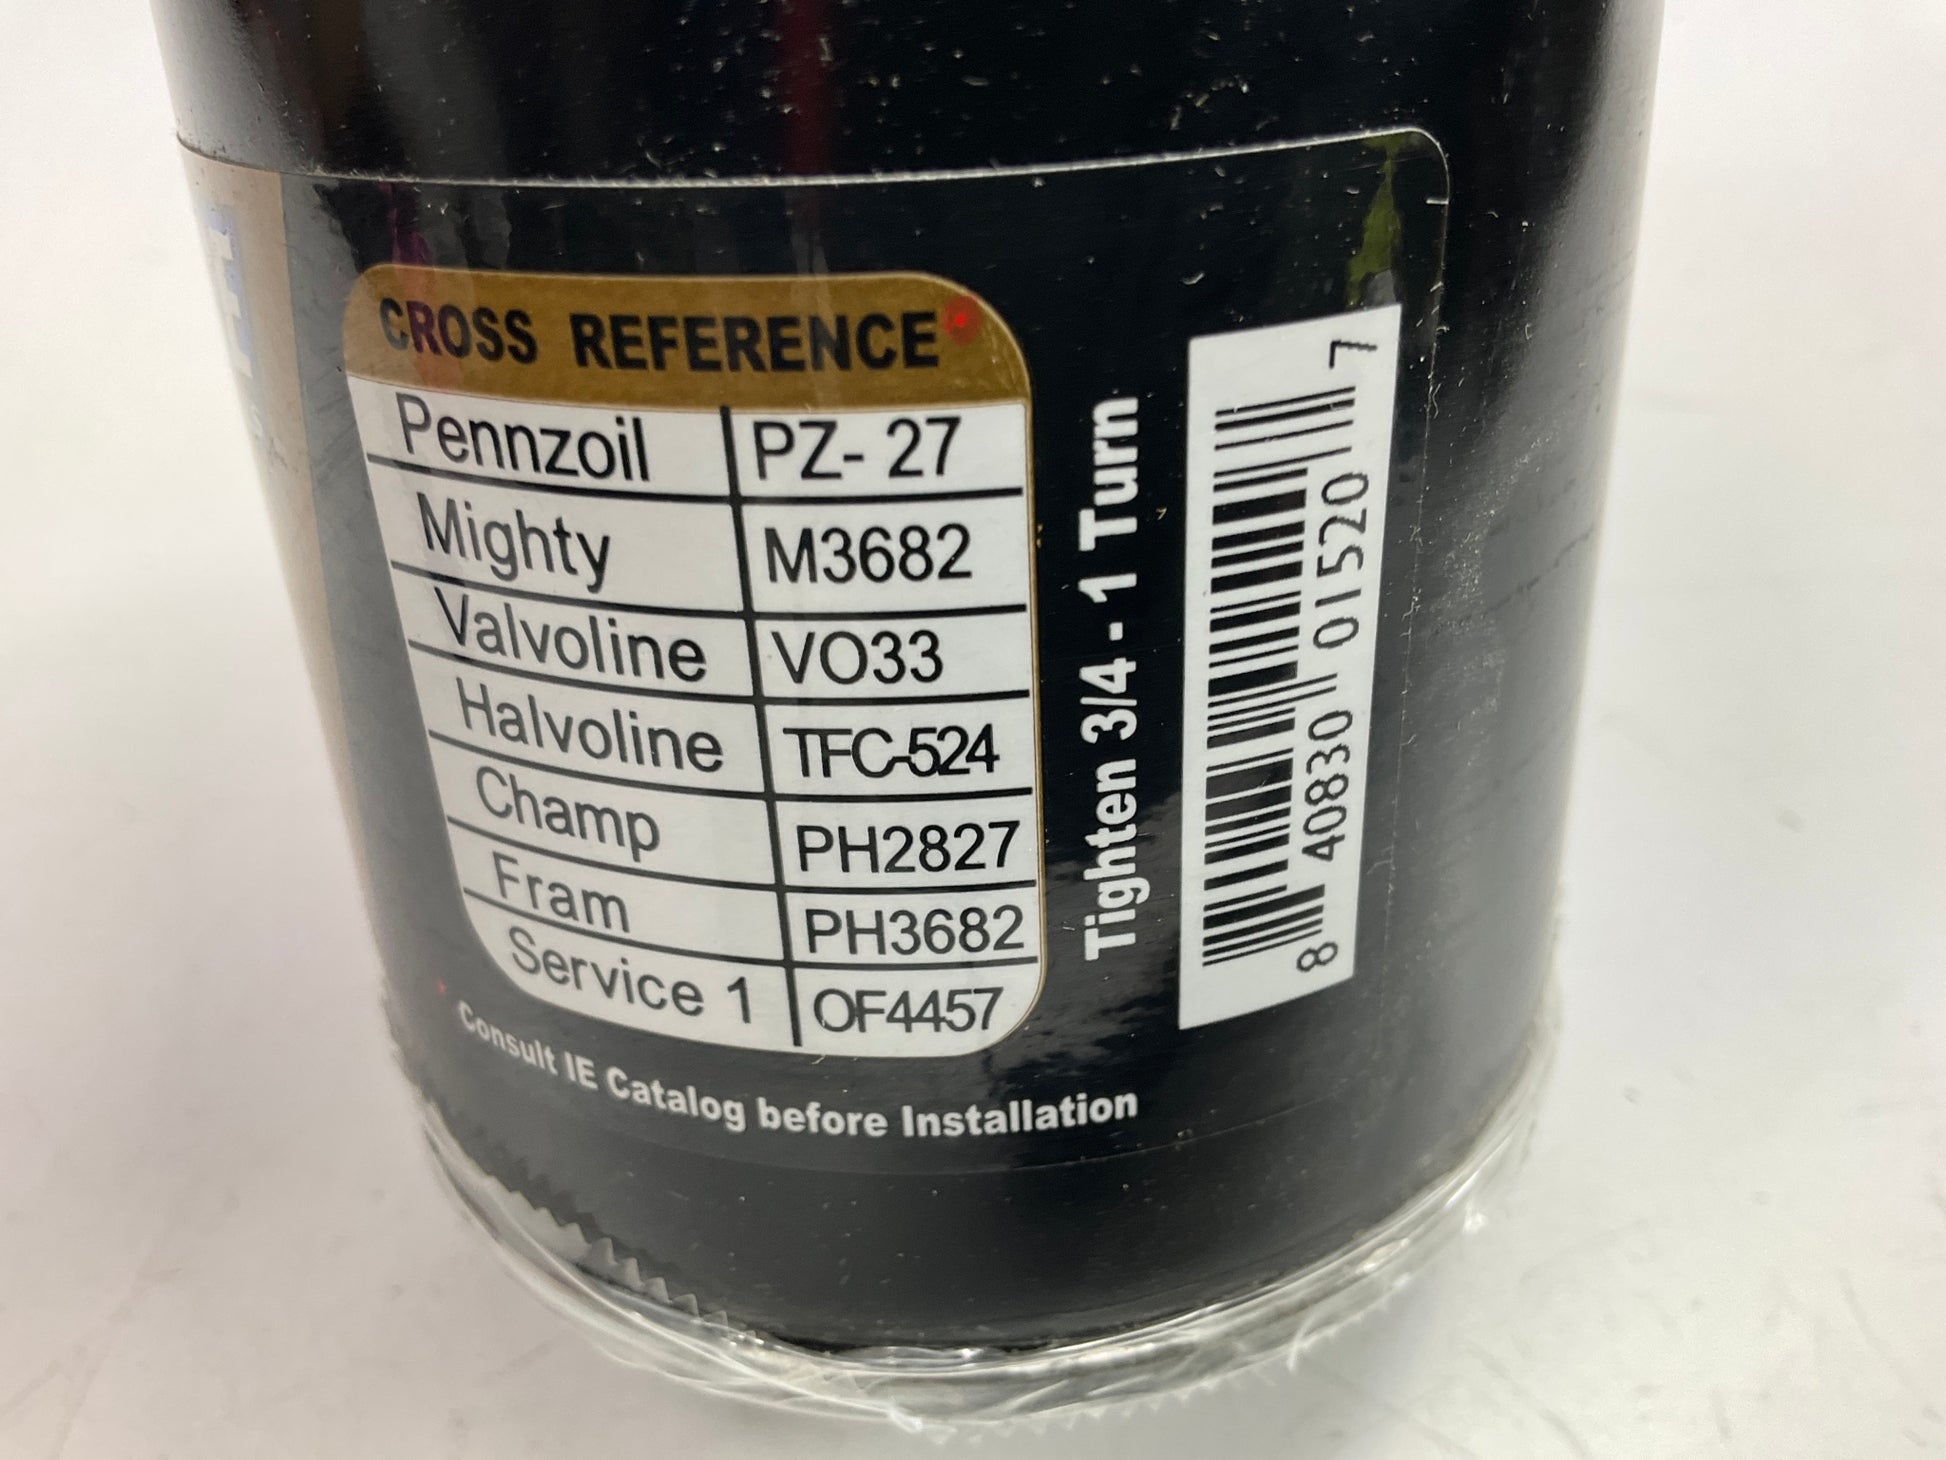 CROSS REFERENCE*
Pennzoil PZ- 27
Mighty M3682
Valvoline VO33
Halvoline TFC-524
Champ PH2827
Fram PH3682
Service 1 OF4457
* Consult IE Catalog before Installation
Tighten 3/4 - 1 Turn
8 40830 01520 7